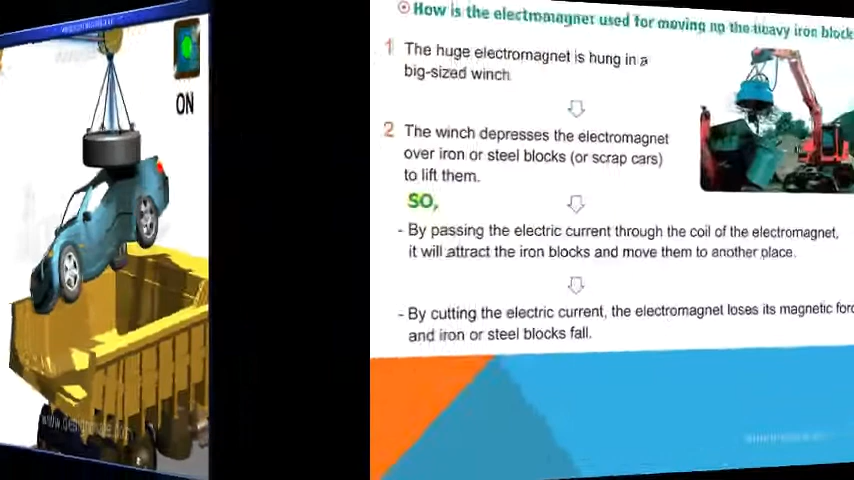 ON
How is the electromagnet used for moving up the heavy iron block
1 The huge electromagnet is hung in a
big-sized winch
2 The winch depresses the electromagnet
over iron or steel blocks (or scrap cars)
to lift them.
SO,
- By passing the electric current through the coil of the electromagnet,
it will attract the iron blocks and move them to another place.
- By cutting the electric current, the electromagnet loses its magnetic forc
and iron or steel blocks fall.